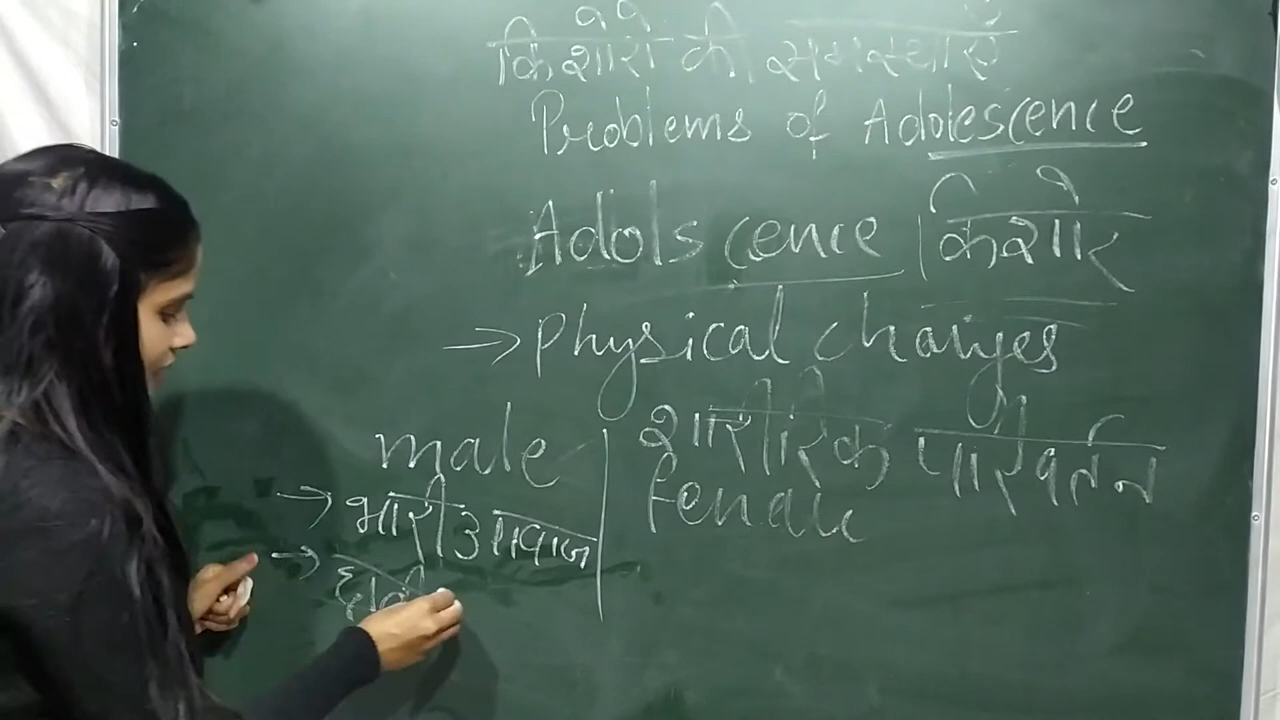 किशोरों की समस्याएं
Problems of Adolescence
Adolscence | किशोर
→ Physical changes
शारीरिक परिवर्तन
male
female
→ भारी आवाज
→